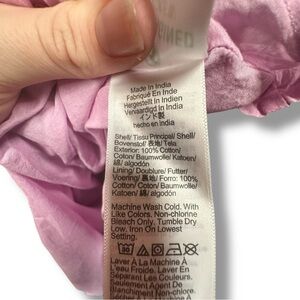 Made In India
Fabriqué En Inde
Hergestellt In Indien
Vervaardigd In India
インド製
hecho en india
Shell/ Tissu Principal/ Shell/
Bovenstof/ 表地/ Tela
Exterior: 100% Cotton/
Coton/ Baumwolle/ Katoen/
綿/ algodón
Lining/ Doublure/ Futter/
Voering/ 裏地/ Forro: 100%
Cotton/ Coton/ Baumwolle/
Katoen/ 綿/ algodón
Machine Wash Cold. With
Like Colors. Non-chlorine
Bleach Only. Tumble Dry
Low. Iron On Lowest
Setting.
Laver À La Machine À
L'eau Froide. Laver En
Seulement Agent De
Blanchiment Non-